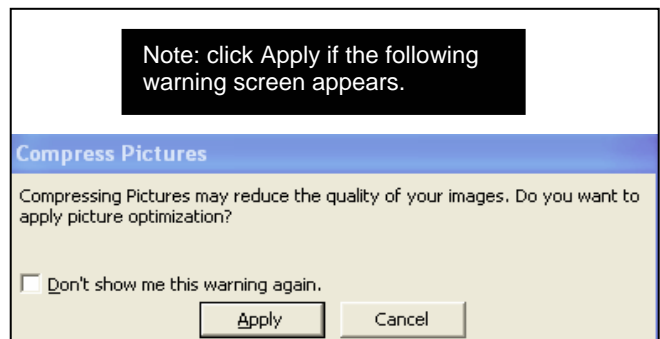 Note: click Apply if the following
warning screen appears.
Compress Pictures
Compressing Pictures may reduce the quality of your images. Do you want to
apply picture optimization?
Don't show me this warning again.
Apply
Cancel